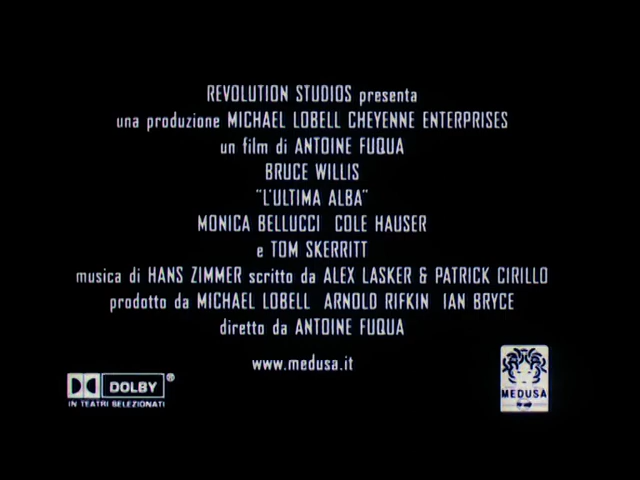 REVOLUTION STUDIOS presenta
una produzione MICHAEL LOBELL CHEYENNE ENTERPRISES
un film di ANTOINE FUQUA
BRUCE WILLIS
"L'ULTIMA ALBA"
MONICA BELLUCCI COLE HAUSER
e TOM SKERRITT
musica di HANS ZIMMER scritto da ALEX LASKER & PATRICK CIRILLO
prodotto da MICHAEL LOBELL ARNOLD RIFKIN IAN BRYCE
diretto da ANTOINE FUQUA
www.medusa.it
DOLBY ®
IN TEATRI SELEZIONATI
MEDUSA